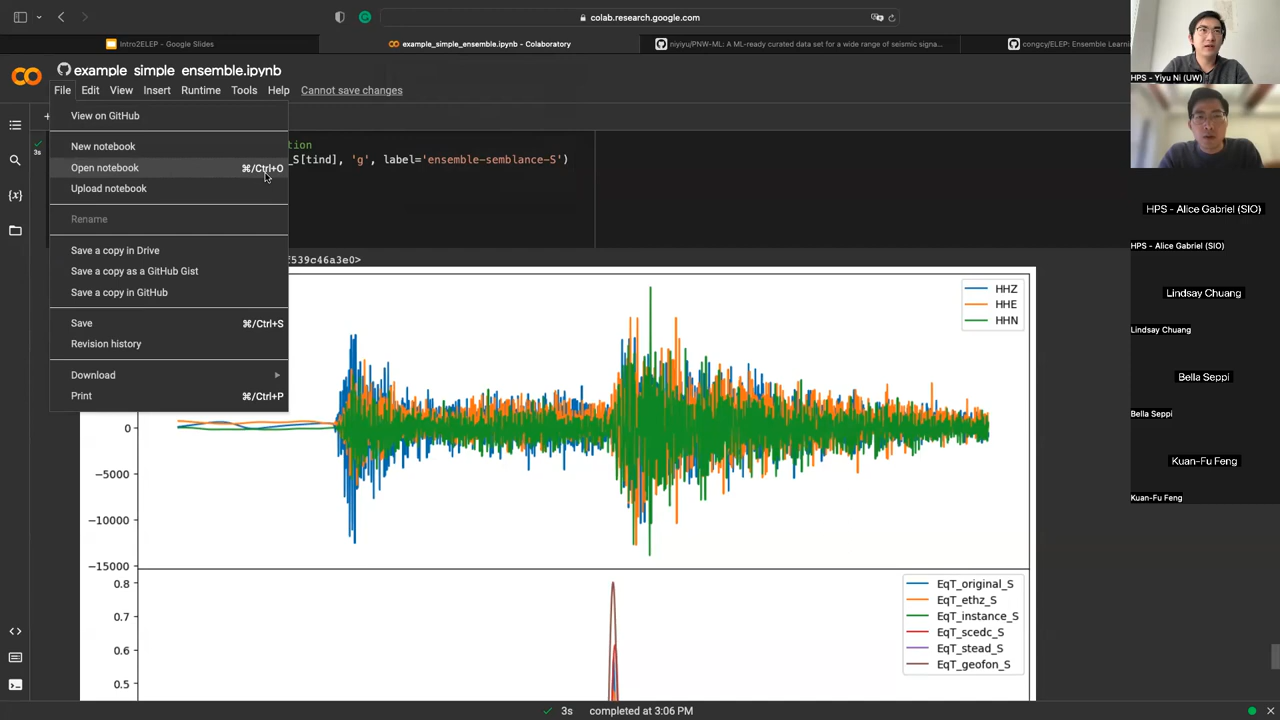 colab.research.google.com
Intro2ELEP - Google Slides
example_simple_ensemble.ipynb - Colaboratory
niyiyu/PNW-ML: A ML-ready curated data set for a wide range of seismic signa...
congcy/ELEP: Ensemble Learni
example_simple_ensemble.ipynb
File Edit View Insert Runtime Tools Help Cannot save changes
View on GitHub
New notebook
Open notebook ⌘/Ctrl+O
Upload notebook
Rename
Save a copy in Drive
Save a copy as a GitHub Gist
Save a copy in GitHub
Save ⌘/Ctrl+S
Revision history
Download
Print ⌘/Ctrl+P
3s
tion
_S[tind], 'g', label='ensemble-semblance-S')
f539c46a3e0>
HHZ
HHE
HHN
0
−5000
−10000
−15000
0.8
0.7
0.6
0.5
EqT_original_S
EqT_ethz_S
EqT_instance_S
EqT_scedc_S
EqT_stead_S
EqT_geofon_S
3s completed at 3:06 PM
HPS - Yiyu Ni (UW)
HPS - Alice Gabriel (SIO)
HPS - Alice Gabriel (SIO)
Lindsay Chuang
Lindsay Chuang
Bella Seppi
Bella Seppi
Kuan-Fu Feng
Kuan-Fu Feng